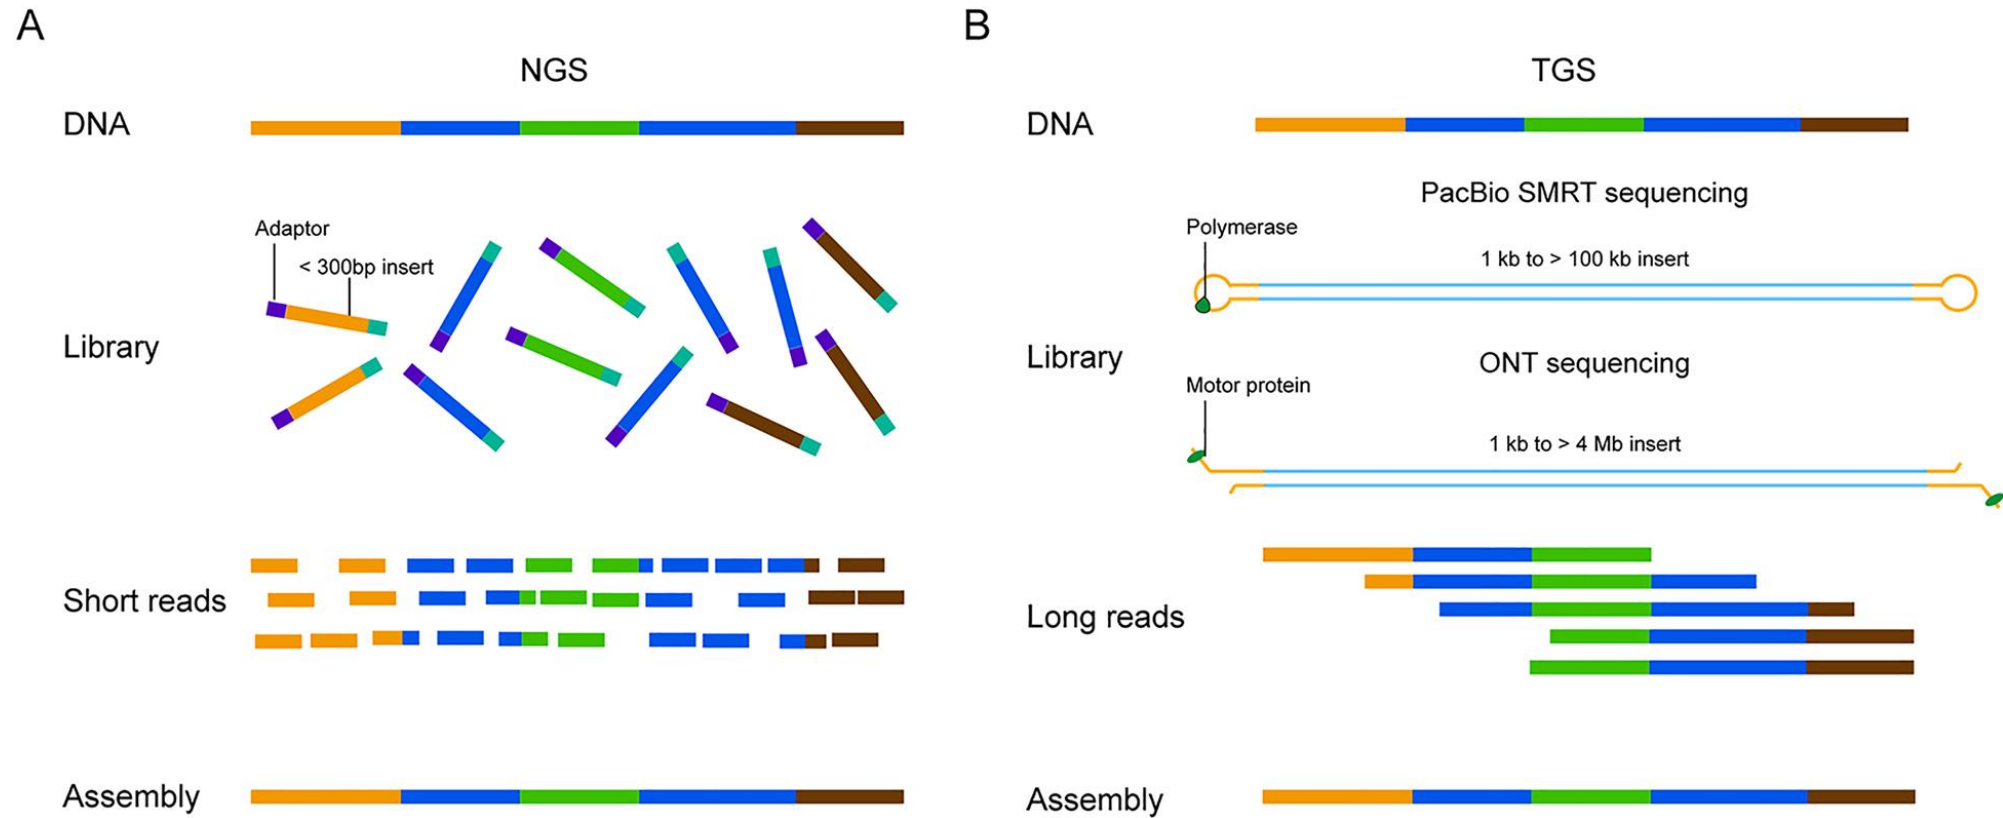 A
NGS
DNA
Adaptor
< 300bp insert
Library
Short reads
Assembly
B
TGS
DNA
PacBio SMRT sequencing
Polymerase
1 kb to > 100 kb insert
Library
ONT sequencing
Motor protein
1 kb to > 4 Mb insert
Long reads
Assembly